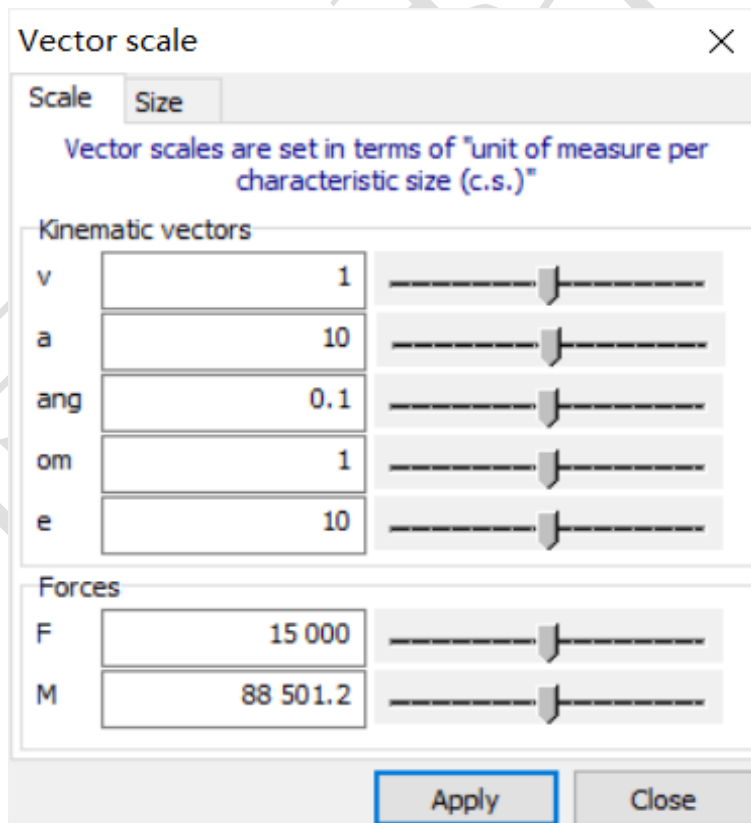 Vector scale
Scale Size
Vector scales are set in terms of "unit of measure per
characteristic size (c.s.)"
Kinematic vectors
v 1
a 10
ang 0.1
om 1
e 10
Forces
F 15 000
M 88 501.2
Apply Close